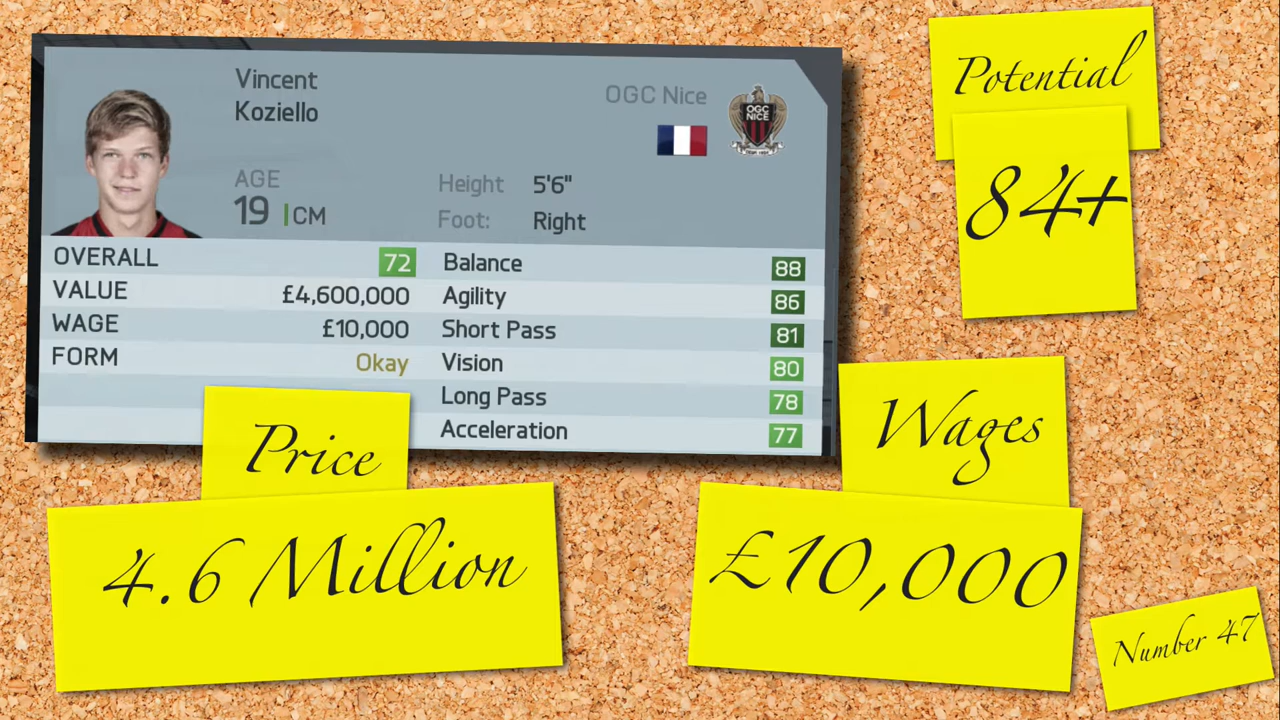 Vincent
Koziello
OGC Nice
OGC
NICE
AGE
19 CM
Height 5'6"
Foot: Right
OVERALL 72
VALUE £4,600,000
WAGE £10,000
FORM Okay
Balance 88
Agility 86
Short Pass 81
Vision 80
Long Pass 78
Acceleration 77
Potential
84+
Price
4.6 Million
Wages
£10,000
Number 47